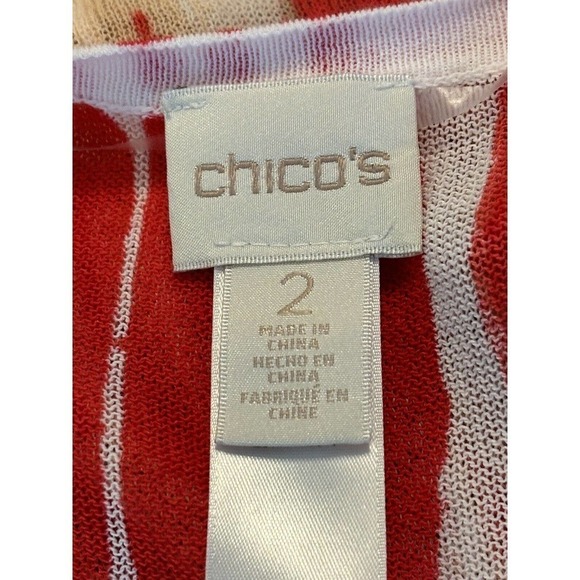 chico's
2
MADE IN
CHINA
HECHO EN
CHINA
FABRIQUÉ EN
CHINE